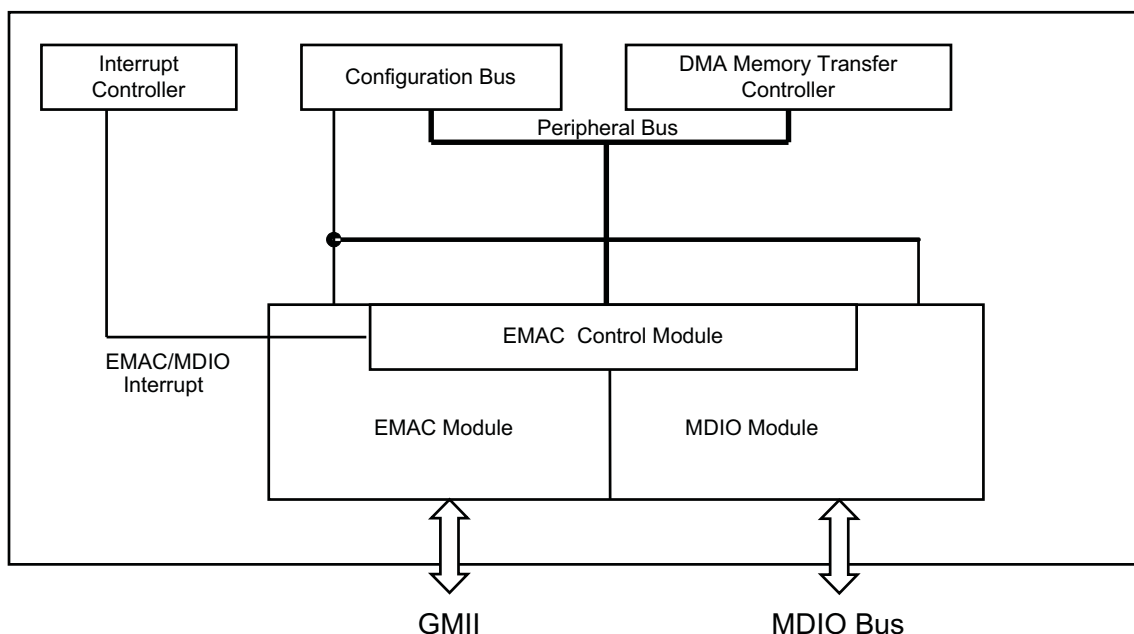 Interrupt
Controller
Configuration Bus
DMA Memory Transfer
Controller
Peripheral Bus
EMAC Control Module
EMAC/MDIO
Interrupt
EMAC Module
MDIO Module
GMII
MDIO Bus